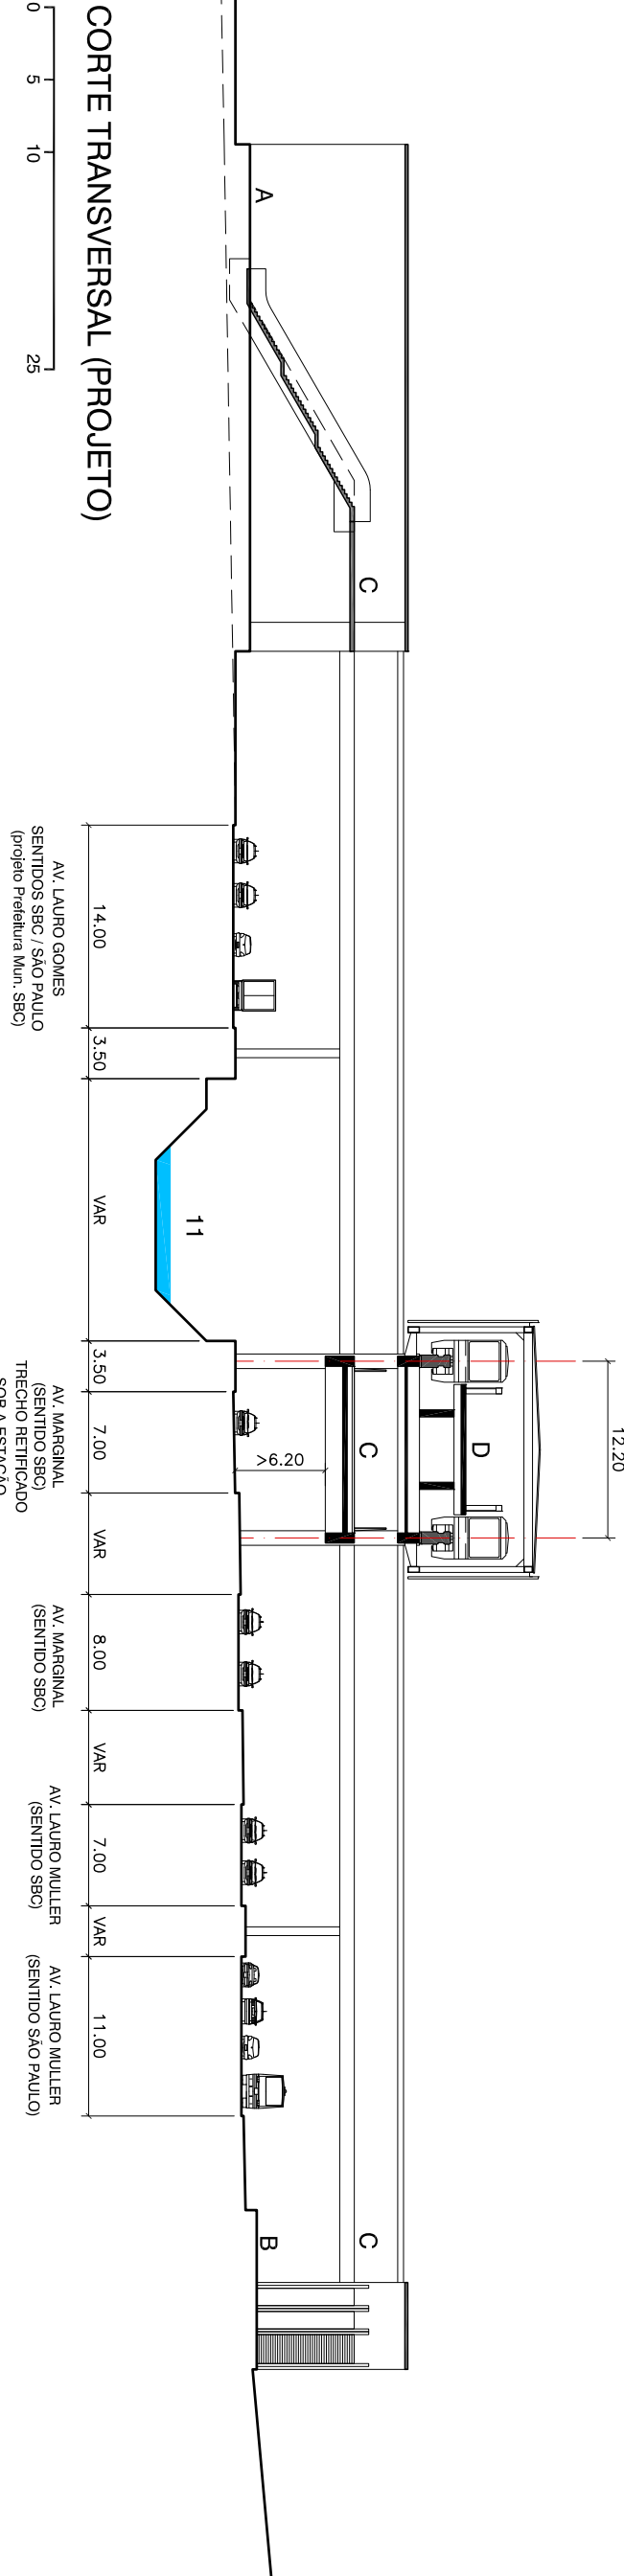 12.20
D
A
C
C
C
B
>6.20
11
14.00
3.50
VAR
3.50
7.00
VAR
8.00
VAR
7.00
VAR
11.00
AV. LAURO GOMES
SENTIDOS SBC / SÃO PAULO
(projeto Prefeitura Mun. SBC)
AV. MARGINAL
(SENTIDO SBC)
TRECHO RETIFICADO
SOB A ESTAÇÃO
AV. MARGINAL
(SENTIDO SBC)
AV. LAURO MULLER
(SENTIDO SBC)
AV. LAURO MULLER
(SENTIDO SÃO PAULO)
CORTE TRANSVERSAL (PROJETO)
0 5 10 25